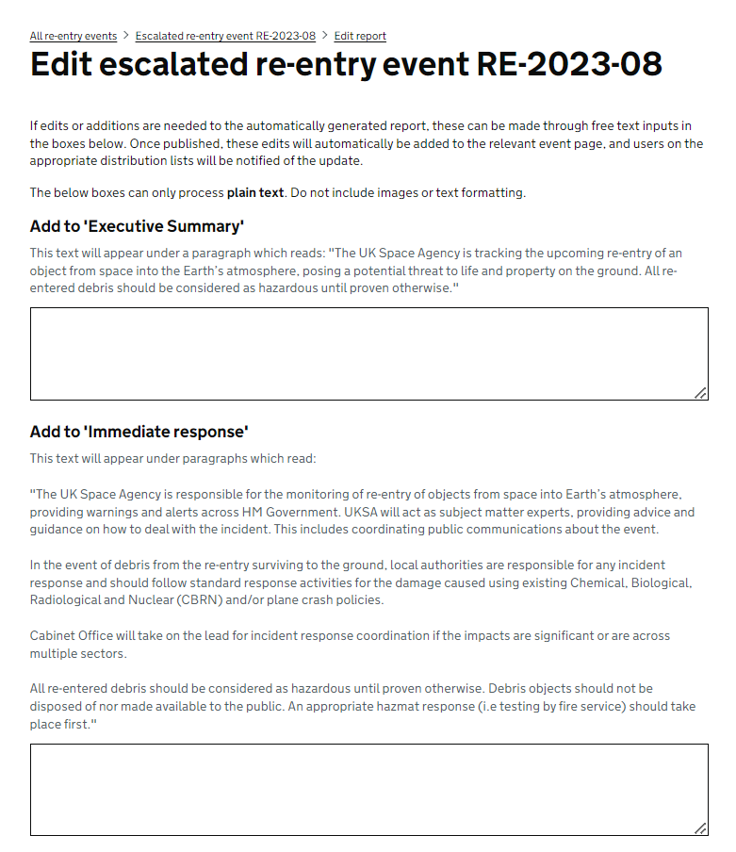 All re-entry events > Escalated re-entry event RE-2023-08 > Edit report
Edit escalated re-entry event RE-2023-08
If edits or additions are needed to the automatically generated report, these can be made through free text inputs in
the boxes below. Once published, these edits will automatically be added to the relevant event page, and users on the
appropriate distribution lists will be notified of the update.
The below boxes can only process plain text. Do not include images or text formatting.
Add to 'Executive Summary'
This text will appear under a paragraph which reads: "The UK Space Agency is tracking the upcoming re-entry of an
object from space into the Earth's atmosphere, posing a potential threat to life and property on the ground. All re-
entered debris should be considered as hazardous until proven otherwise."
Add to 'Immediate response'
This text will appear under paragraphs which read:
"The UK Space Agency is responsible for the monitoring of re-entry of objects from space into Earth's atmosphere,
providing warnings and alerts across HM Government. UKSA will act as subject matter experts, providing advice and
guidance on how to deal with the incident. This includes coordinating public communications about the event.
In the event of debris from the re-entry surviving to the ground, local authorities are responsible for any incident
response and should follow standard response activities for the damage caused using existing Chemical, Biological,
Radiological and Nuclear (CBRN) and/or plane crash policies.
Cabinet Office will take on the lead for incident response coordination if the impacts are significant or are across
multiple sectors.
All re-entered debris should be considered as hazardous until proven otherwise. Debris objects should not be
disposed of nor made available to the public. An appropriate hazmat response (i.e testing by fire service) should take
place first."